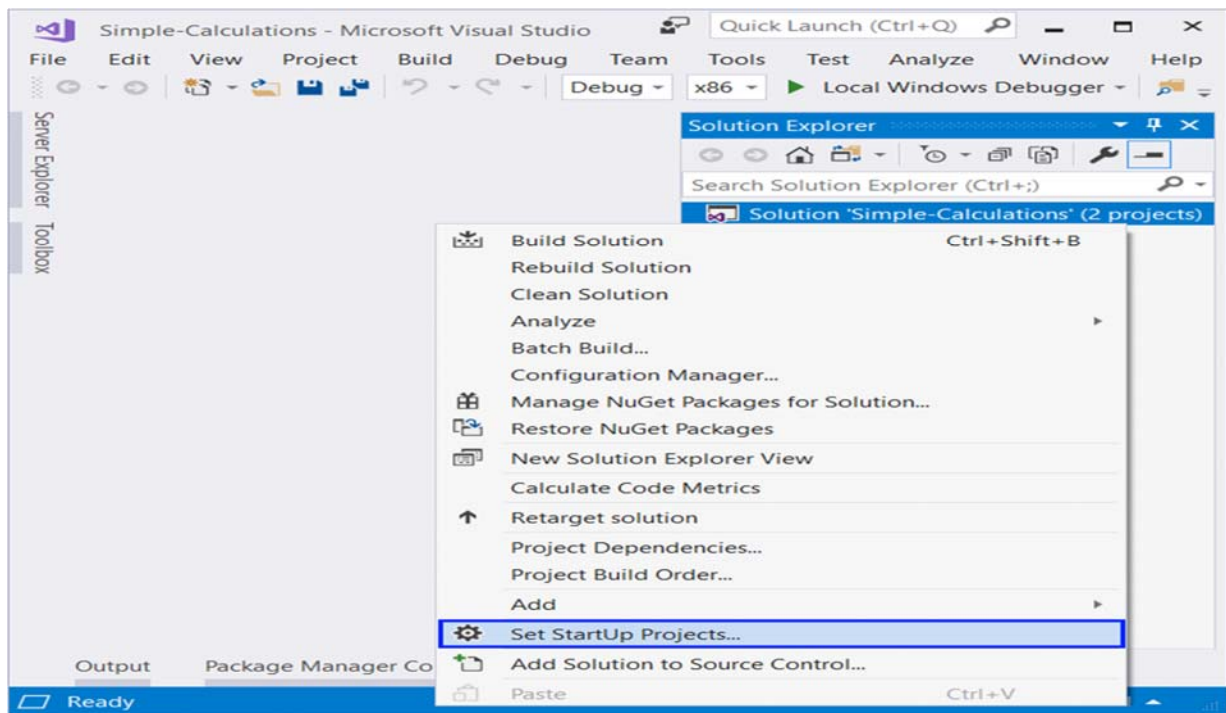 Simple-Calculations - Microsoft Visual Studio
Quick Launch (Ctrl+Q)
File Edit View Project Build Debug Team Tools Test Analyze Window Help
Debug x86 Local Windows Debugger
Server Explorer
Toolbox
Solution Explorer
Search Solution Explorer (Ctrl+;)
Solution 'Simple-Calculations' (2 projects)
Build Solution Ctrl+Shift+B
Rebuild Solution
Clean Solution
Analyze
Batch Build...
Configuration Manager...
Manage NuGet Packages for Solution...
Restore NuGet Packages
New Solution Explorer View
Calculate Code Metrics
Retarget solution
Project Dependencies...
Project Build Order...
Add
Set StartUp Projects...
Add Solution to Source Control...
Paste Ctrl+V
Output Package Manager Co
Ready